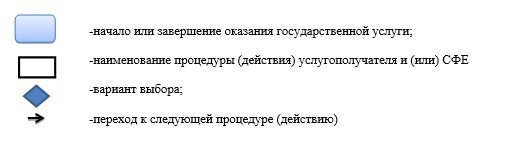 -начало или завершение оказания государственной услуги;
-наименование процедуры (действия) услугополучателя и (или) СФЕ
-вариант выбора;
-переход к следующей процедуре (действию)